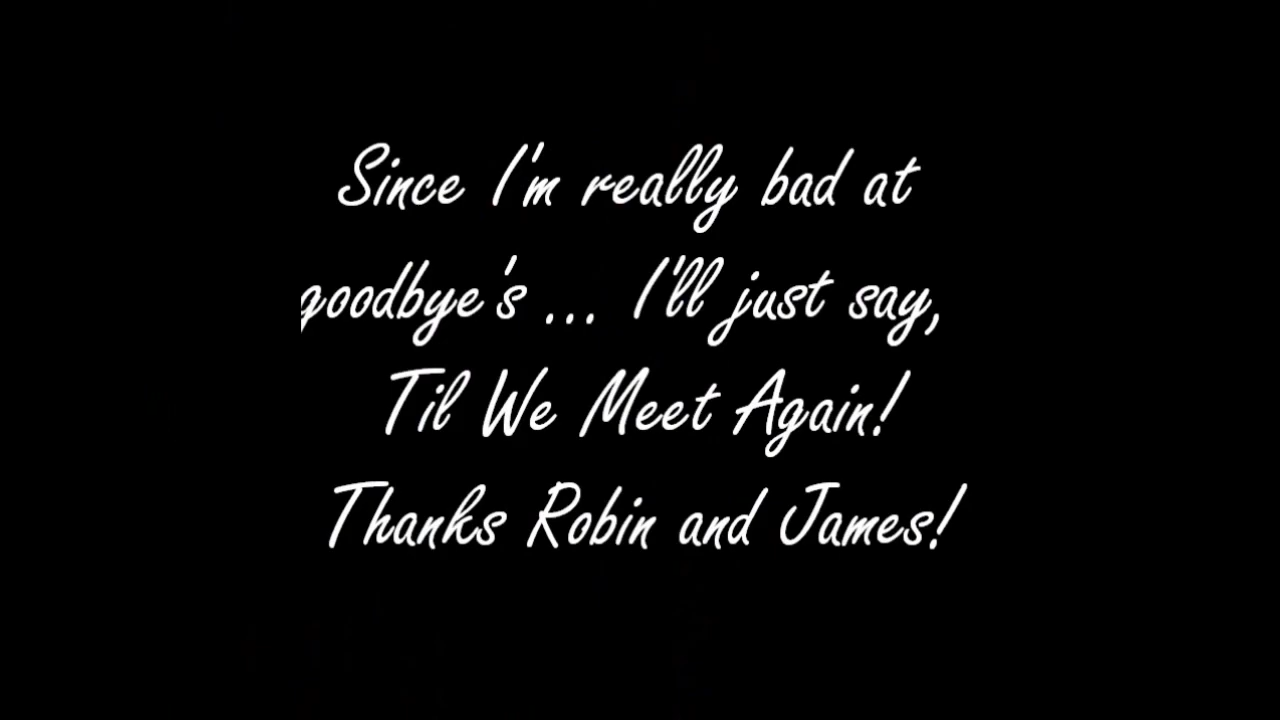 Since I'm really bad at
goodbye's ... I'll just say,
Til We Meet Again!
Thanks Robin and James!